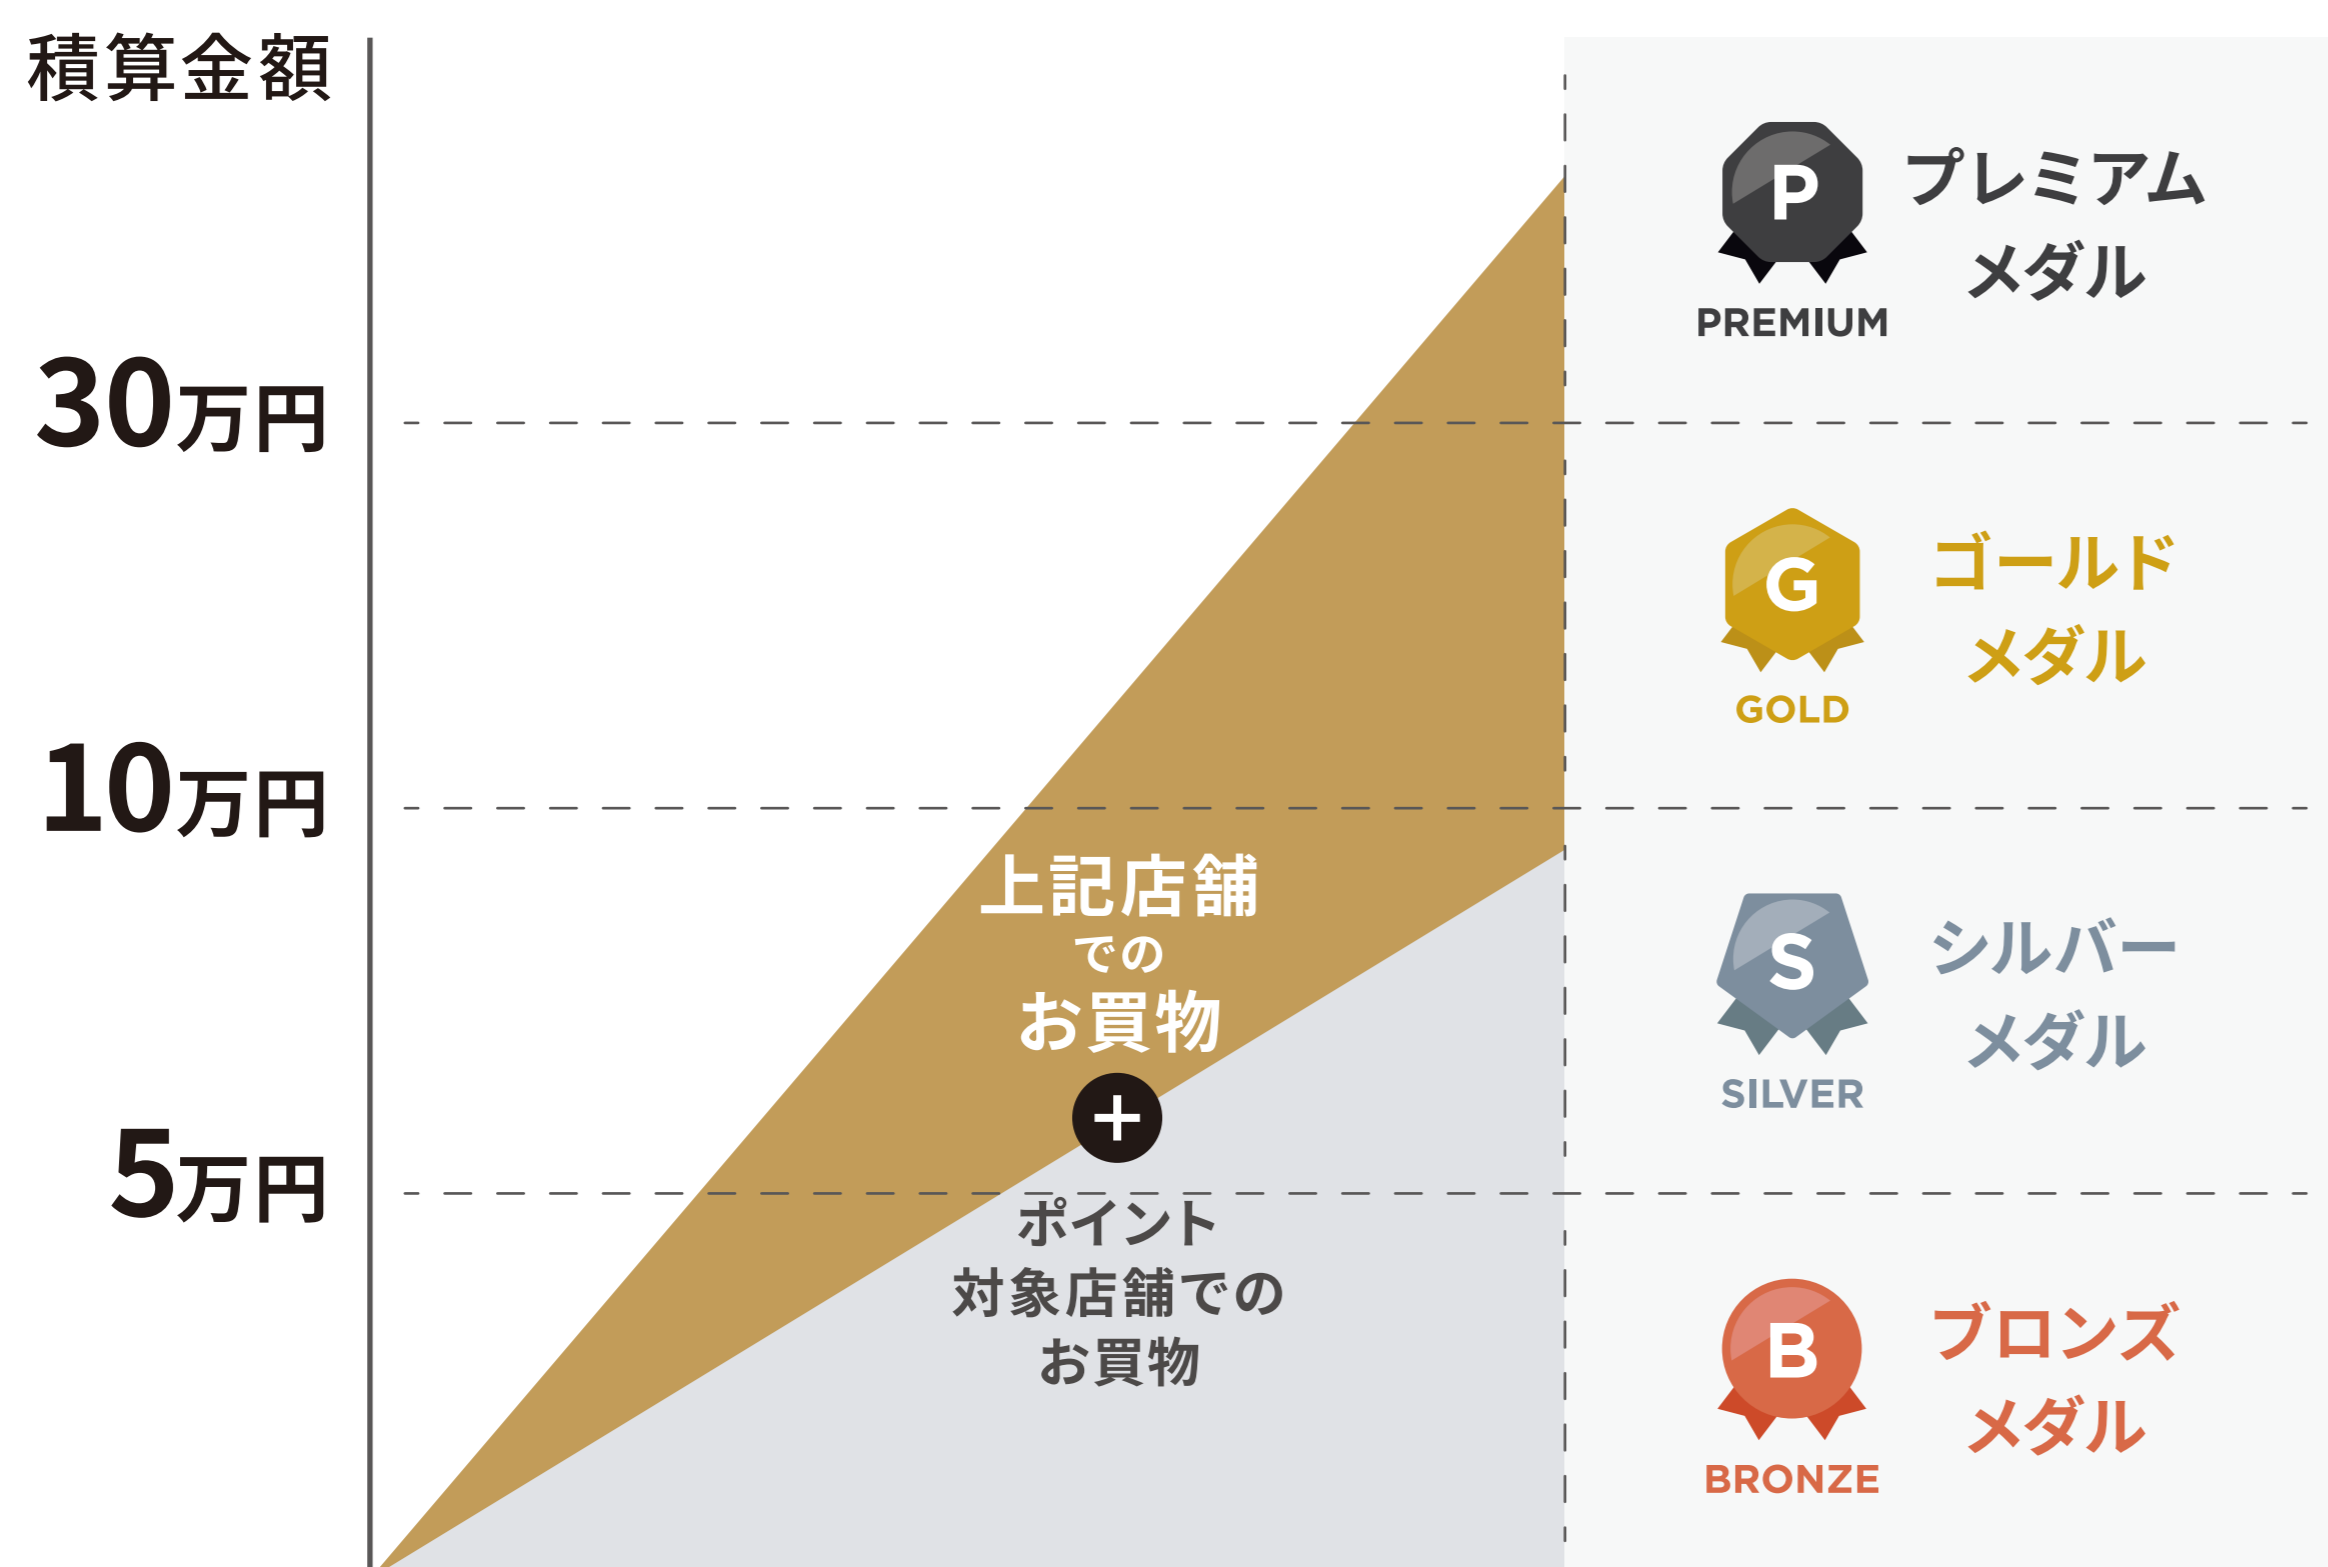 積算金額
30万円
10万円
5万円
上記店舗
での
お買物
+
ポイント
対象店舗での
お買物
P
PREMIUM
プレミアム
メダル
G
GOLD
ゴールド
メダル
S
SILVER
シルバー
メダル
B
BRONZE
ブロンズ
メダル